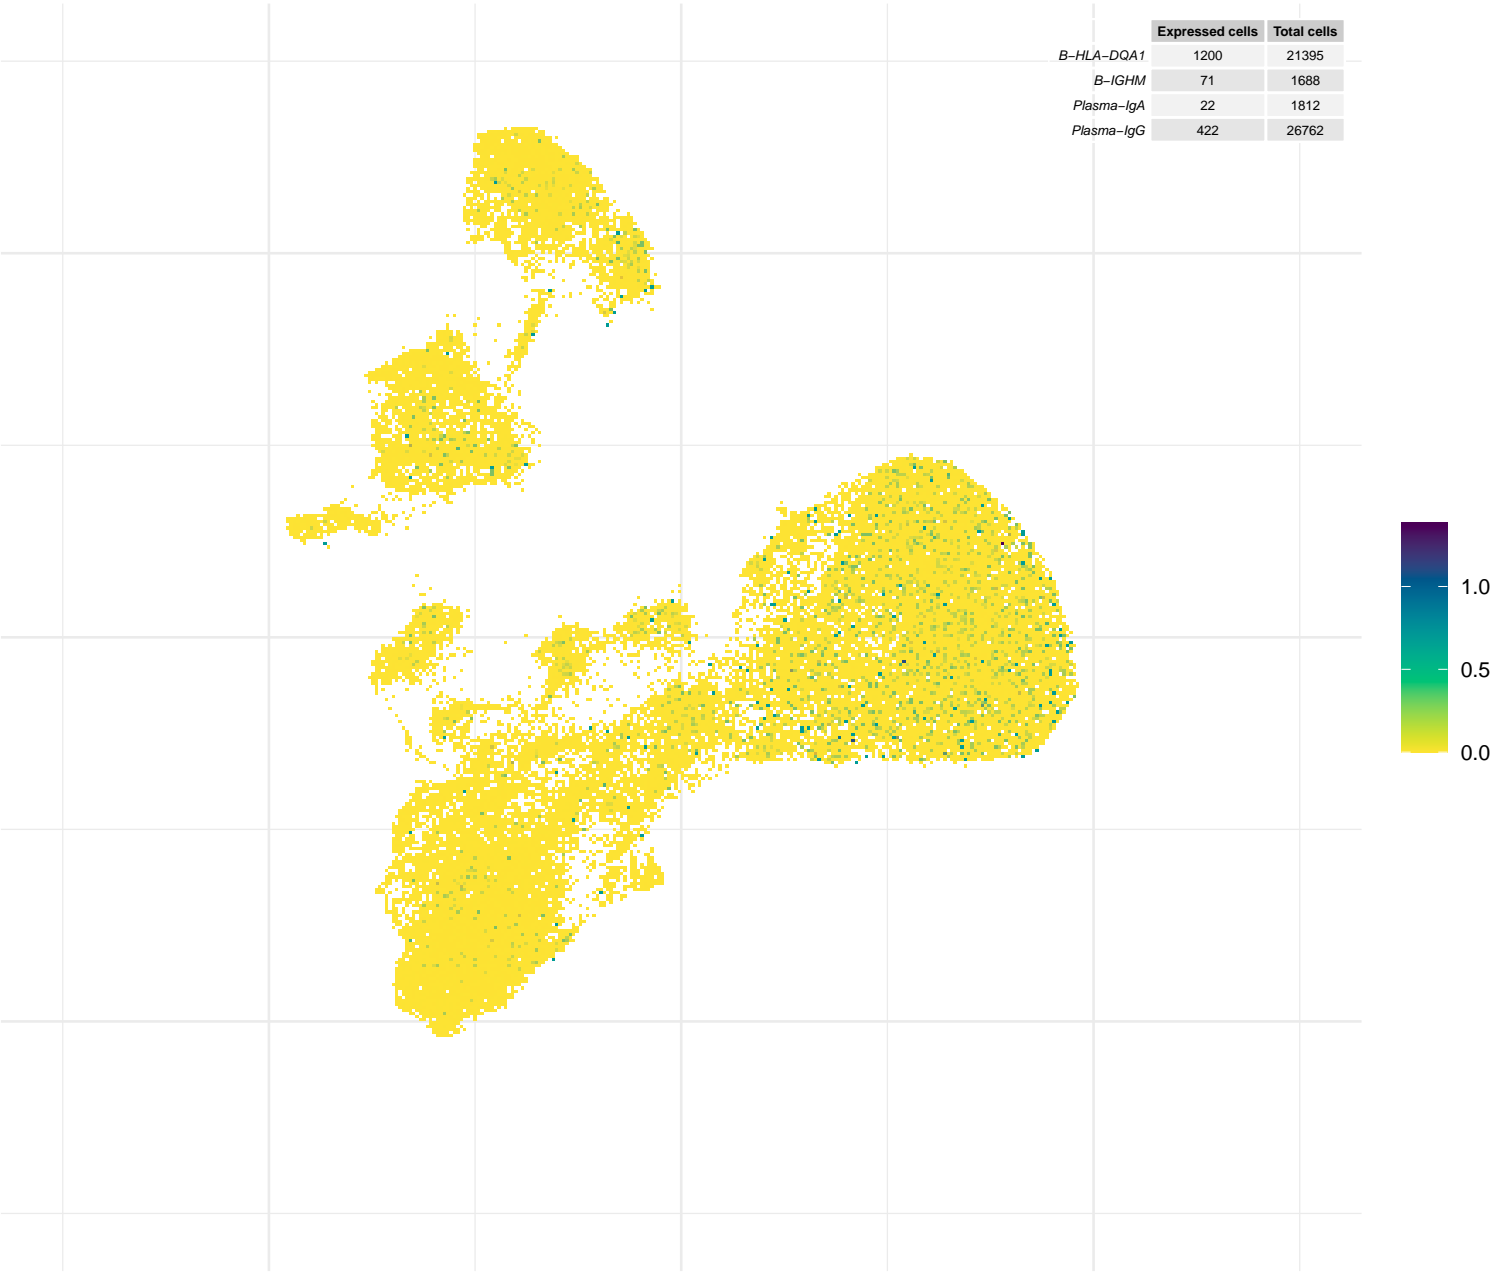 Expressed cells Total cells
B−HLA−DQA1 1200 21395
B−IGHM 71 1688
Plasma−IgA 22 1812
Plasma−IgG 422 26762
1.0
0.5
0.0